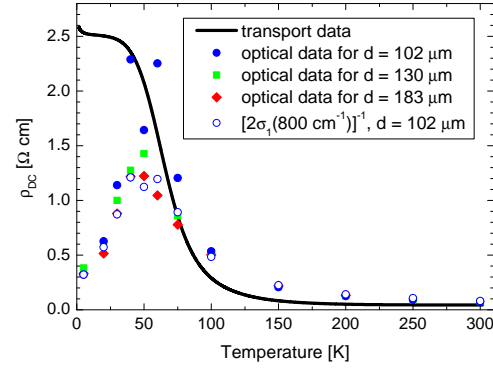 2.5
2.0
1.5
1.0
0.5
0.0
ρDC [Ω cm]
transport data
optical data for d = 102 μm
optical data for d = 130 μm
optical data for d = 183 μm
[2σ₁(800 cm⁻¹)]⁻¹, d = 102 μm
0 50 100 150 200 250 300
Temperature [K]